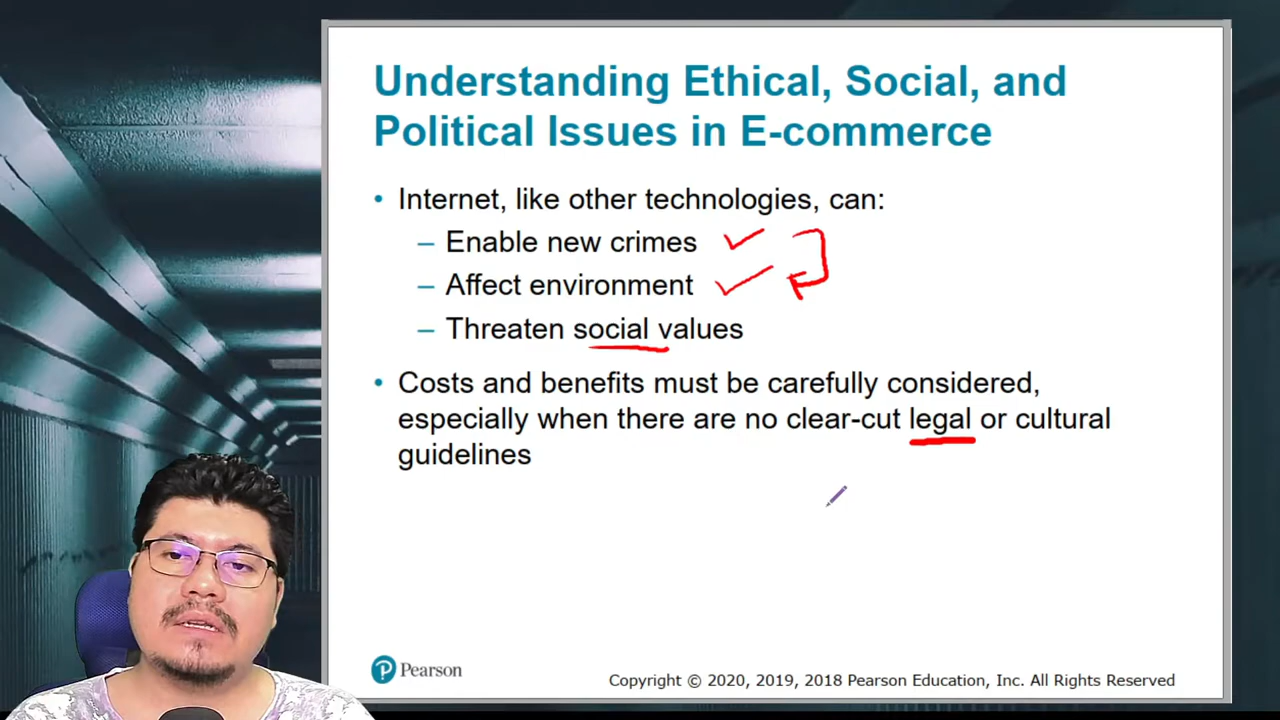 Understanding Ethical, Social, and
Political Issues in E-commerce
• Internet, like other technologies, can:
– Enable new crimes
– Affect environment
– Threaten social values
• Costs and benefits must be carefully considered,
especially when there are no clear-cut legal or cultural
guidelines
Pearson
Copyright © 2020, 2019, 2018 Pearson Education, Inc. All Rights Reserved